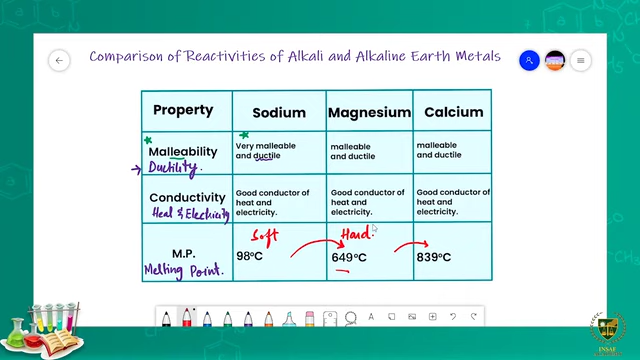 Comparison of Reactivities of Alkali and Alkaline Earth Metals
Property
Sodium
Magnesium
Calcium
Malleability
Ductility.
Very malleable
and ductile
malleable
and ductile
malleable
and ductile
Conductivity
Heat & Electricity
Good conductor of
heat and
electricity.
Good conductor of
heat and
electricity.
Good conductor of
heat and
electricity.
M.P.
Melting Point.
Soft
98°C
Hard.
649°C
839°C
A
ENSAF